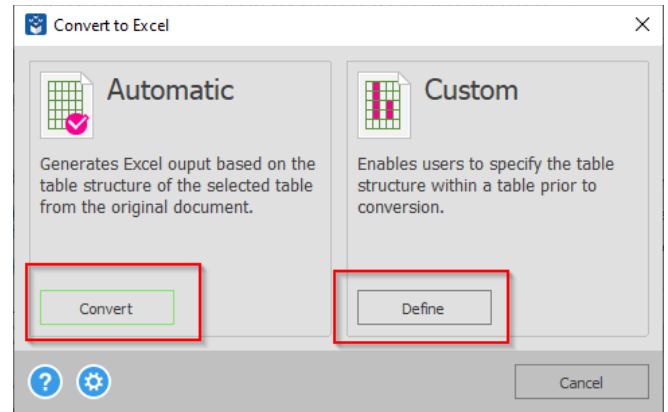 Convert to Excel
Automatic
Generates Excel ouput based on the
table structure of the selected table
from the original document.
Convert
Custom
Enables users to specify the table
structure within a table prior to
conversion.
Define
?
Cancel